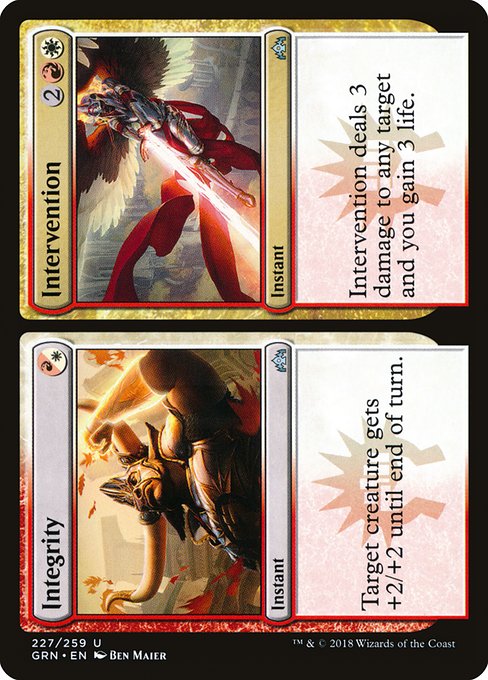 Integrity
Instant
Target creature gets
+2/+2 until end of turn.
Intervention
2
Instant
Intervention deals 3
damage to any target
and you gain 3 life.
227/259 U
GRN • EN BEN MAIER
™ & © 2018 Wizards of the Coast